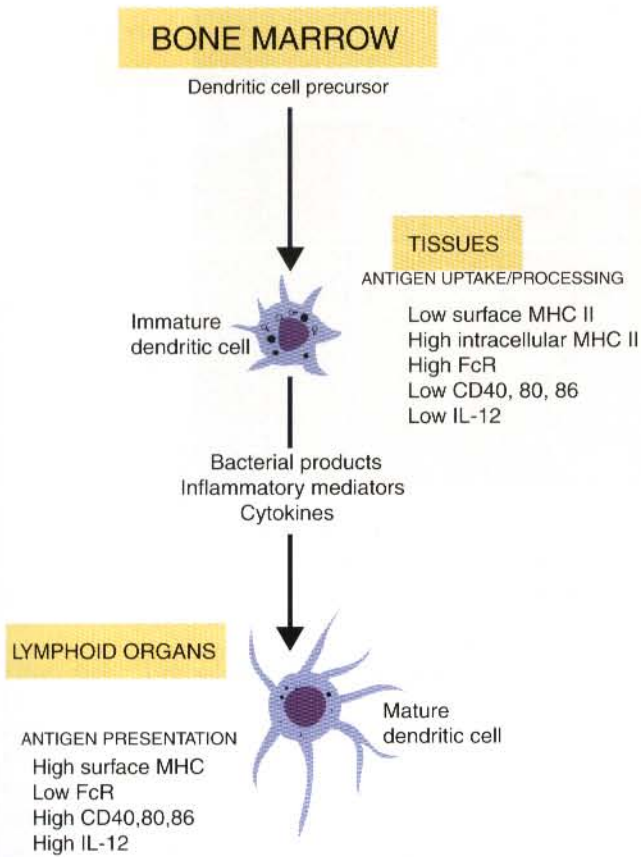 BONE MARROW
Dendritic cell precursor
TISSUES
ANTIGEN UPTAKE/PROCESSING
Low surface MHC II
High intracellular MHC II
High FcR
Low CD40, 80, 86
Low IL-12
Immature
dendritic cell
Bacterial products
Inflammatory mediators
Cytokines
LYMPHOID ORGANS
Mature
dendritic cell
ANTIGEN PRESENTATION
High surface MHC
Low FcR
High CD40,80,86
High IL-12